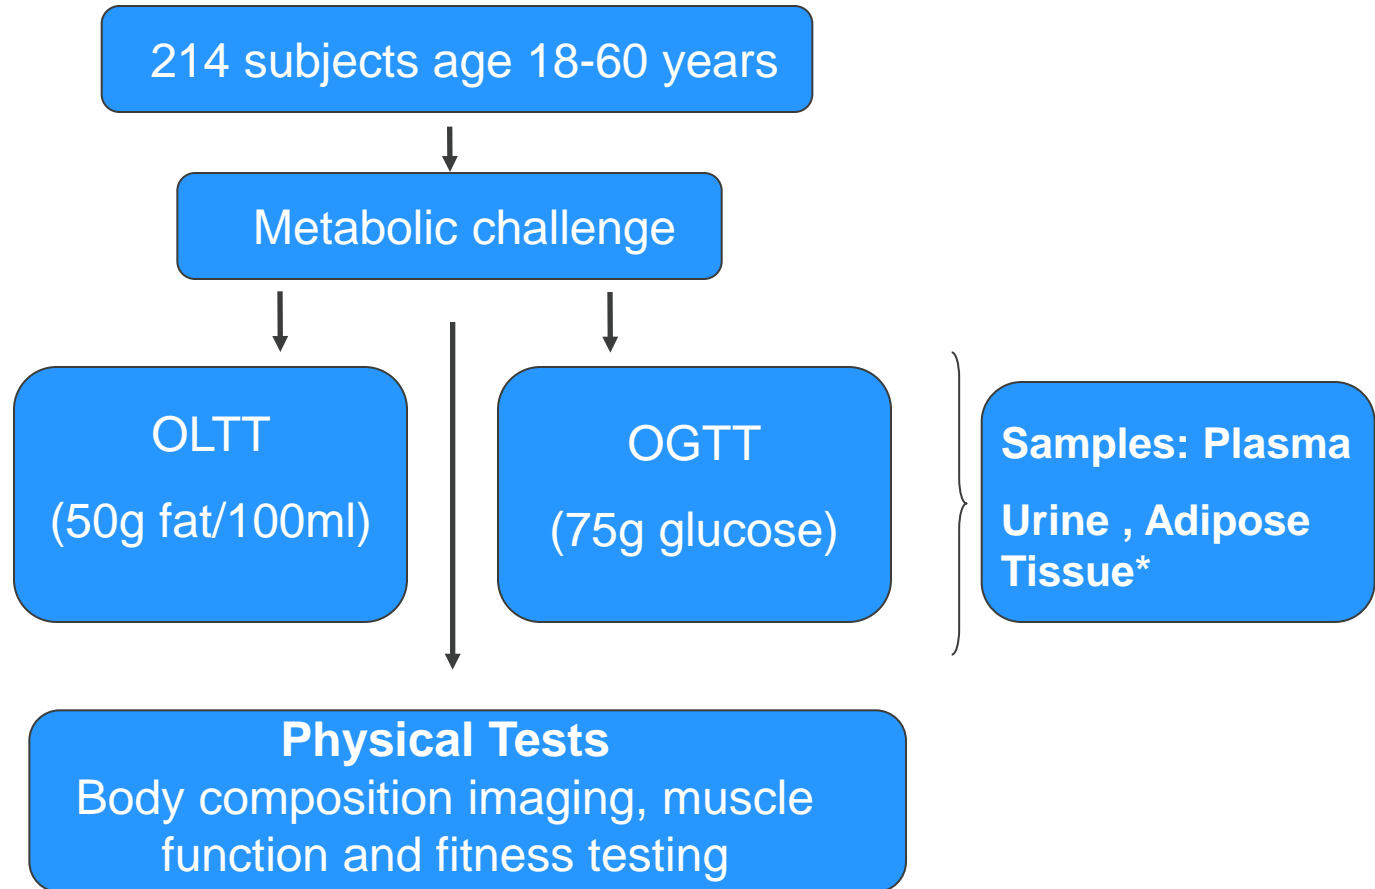 214 subjects age 18-60 years
Metabolic challenge
OLTT
(50g fat/100ml)
OGTT
(75g glucose)
Samples: Plasma
Urine , Adipose
Tissue*
Physical Tests
Body composition imaging, muscle
function and fitness testing